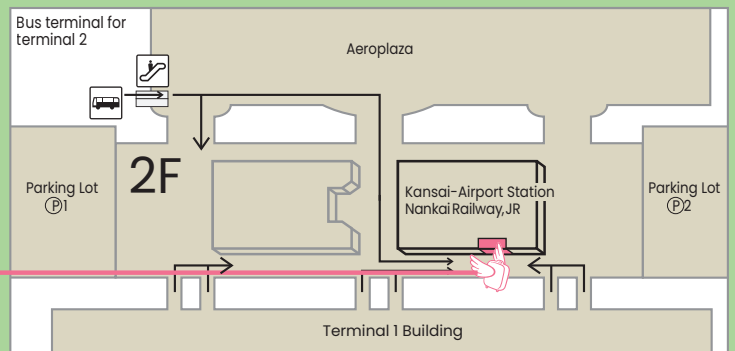 Bus terminal for
terminal 2
Aeroplaza
2F
Parking Lot
Ⓟ1
Kansai-Airport Station
Nankai Railway, JR
Parking Lot
Ⓟ2
Terminal 1 Building